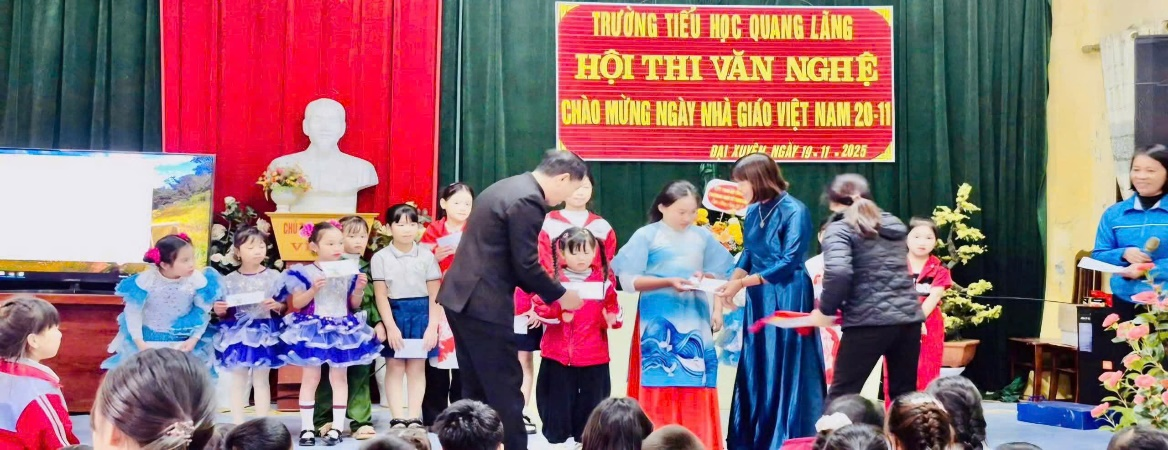 TRƯỜNG TIỂU HỌC QUANG LÃNG
HỘI THI VĂN NGHỆ
CHÀO MỪNG NGÀY NHÀ GIÁO VIỆT NAM 20-11
ĐẠI XUYÊN, NGÀY 19 . 11 . 2025
CHỦ